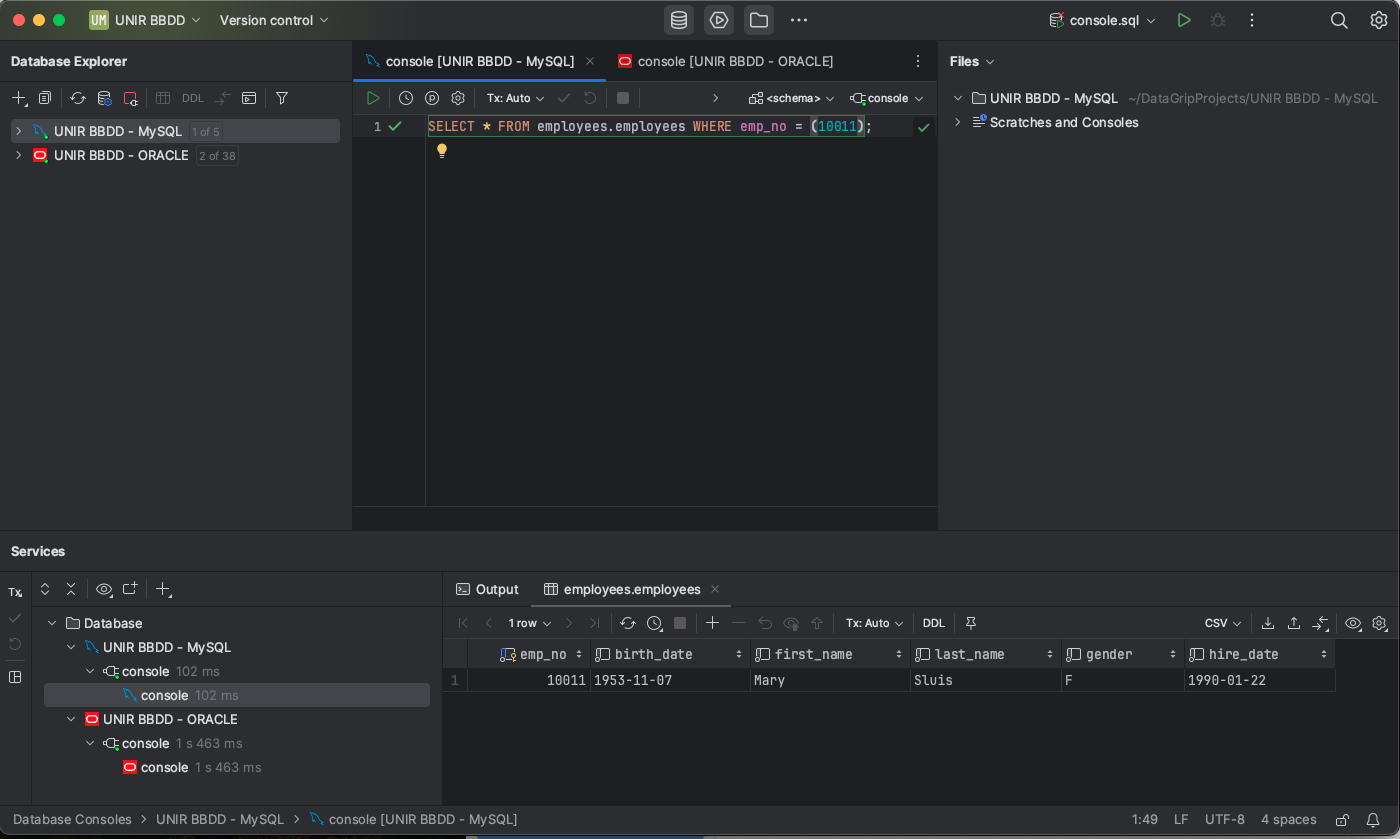 UM UNIR BBDD Version control console.sql
Database Explorer
console [UNIR BBDD - MySQL] console [UNIR BBDD - ORACLE]
Files
DDL
Tx: Auto <schema> console
UNIR BBDD - MySQL 1 of 5
UNIR BBDD - ORACLE 2 of 38
1 SELECT * FROM employees.employees WHERE emp_no = (10011);
UNIR BBDD - MySQL ~/DataGripProjects/UNIR BBDD - MySQL
Scratches and Consoles
Services
Tx
Database
UNIR BBDD - MySQL
console 102 ms
console 102 ms
UNIR BBDD - ORACLE
console 1 s 463 ms
console 1 s 463 ms
Output employees.employees
1 row Tx: Auto DDL CSV
emp_no birth_date first_name last_name gender hire_date
1 10011 1953-11-07 Mary Sluis F 1990-01-22
Database Consoles > UNIR BBDD - MySQL > console [UNIR BBDD - MySQL] 1:49 LF UTF-8 4 spaces